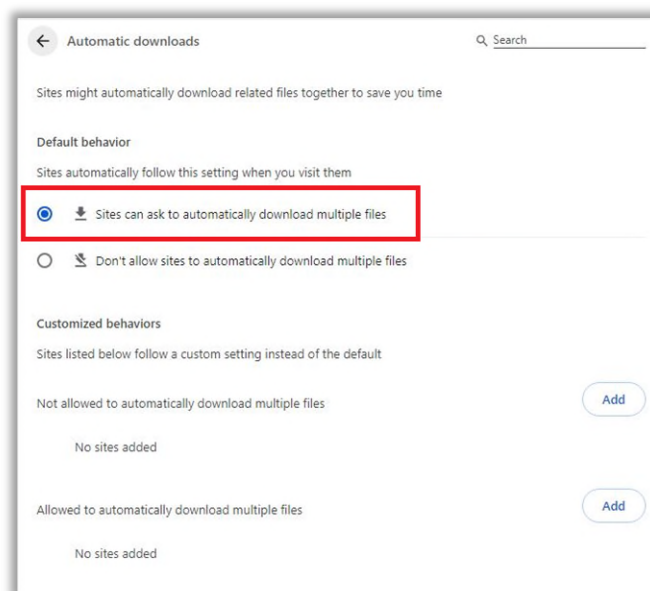 Automatic downloads
Search
Sites might automatically download related files together to save you time
Default behavior
Sites automatically follow this setting when you visit them
Sites can ask to automatically download multiple files
Don't allow sites to automatically download multiple files
Customized behaviors
Sites listed below follow a custom setting instead of the default
Not allowed to automatically download multiple files
Add
No sites added
Allowed to automatically download multiple files
Add
No sites added